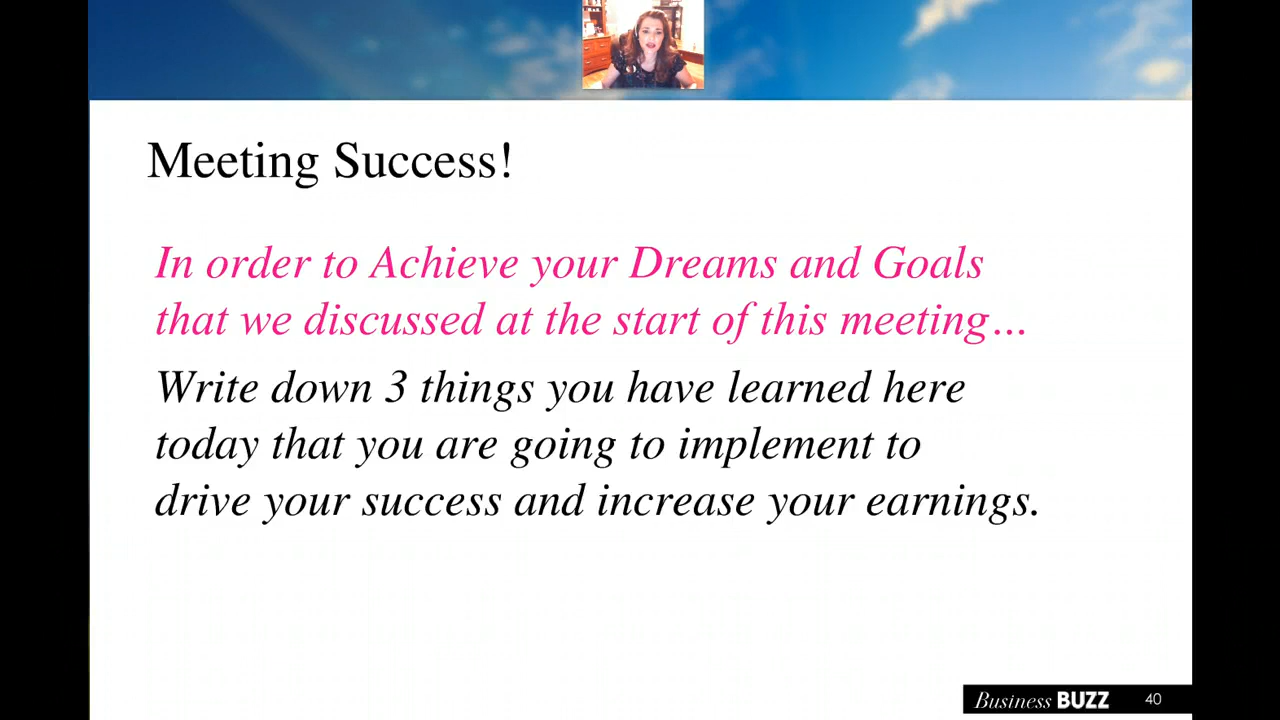 Meeting Success!
In order to Achieve your Dreams and Goals
that we discussed at the start of this meeting...
Write down 3 things you have learned here
today that you are going to implement to
drive your success and increase your earnings.
Business BUZZ 40